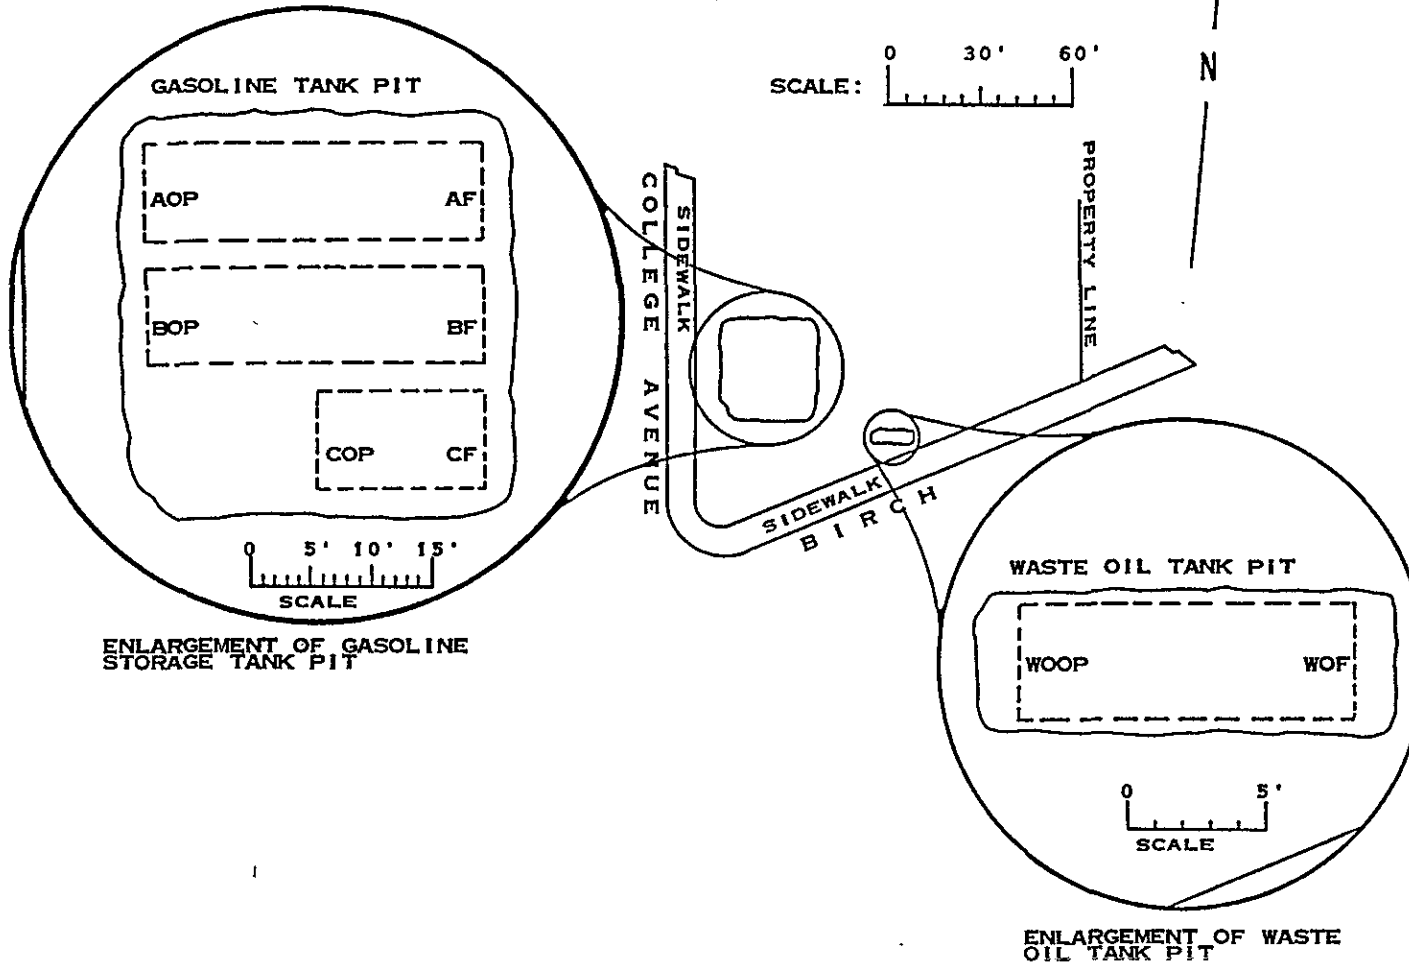 0 30' 60'
SCALE:
N
GASOLINE TANK PIT
AOP AF
BOP BF
COP CF
0 5' 10' 15'
SCALE
ENLARGEMENT OF GASOLINE
STORAGE TANK PIT
COLLEGE AVENUE
SIDEWALK
PROPERTY LINE
SIDEWALK
BIRCH
WASTE OIL TANK PIT
WOOP WOF
0 5'
SCALE
ENLARGEMENT OF WASTE
OIL TANK PIT